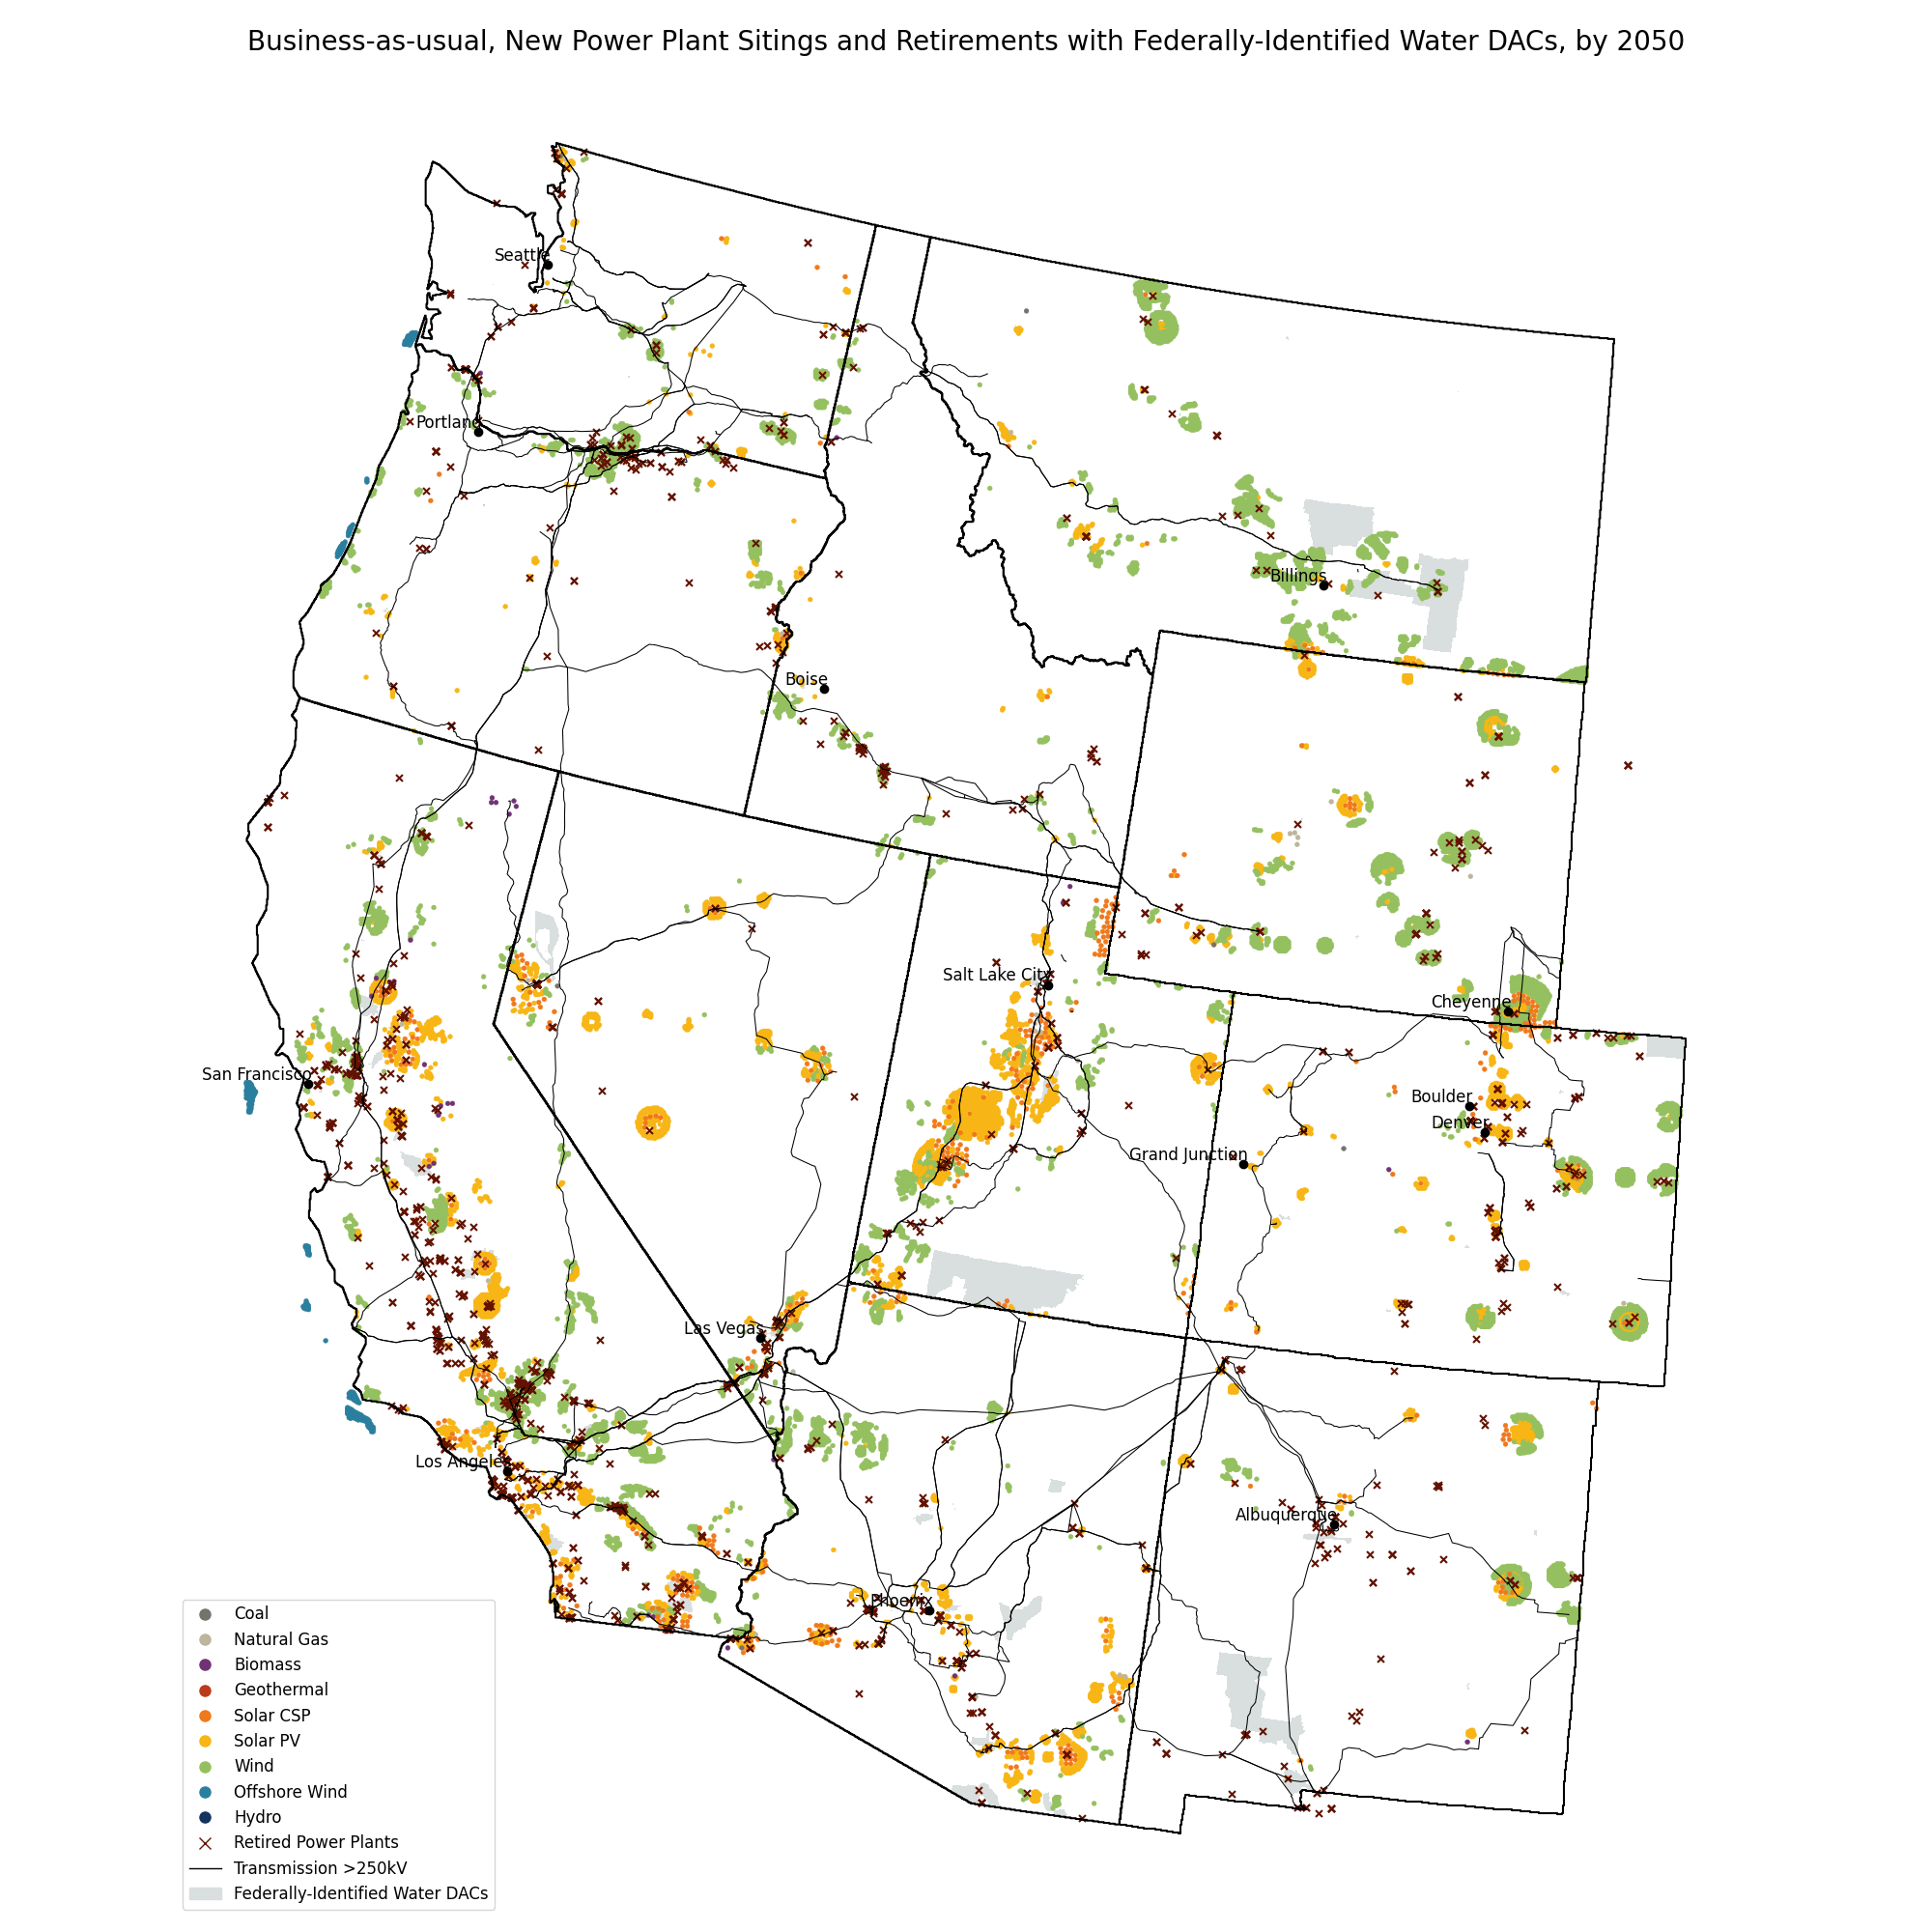 Business-as-usual, New Power Plant Sitings and Retirements with Federally-Identified Water DACs, by 2050
Seattle
Portland
Billings
Boise
Salt Lake City
Cheyenne
San Francisco
Boulder
Denver
Grand Junction
Las Vegas
Los Angeles
Albuquerque
Phoenix
Coal
Natural Gas
Biomass
Geothermal
Solar CSP
Solar PV
Wind
Offshore Wind
Hydro
Retired Power Plants
Transmission >250kV
Federally-Identified Water DACs